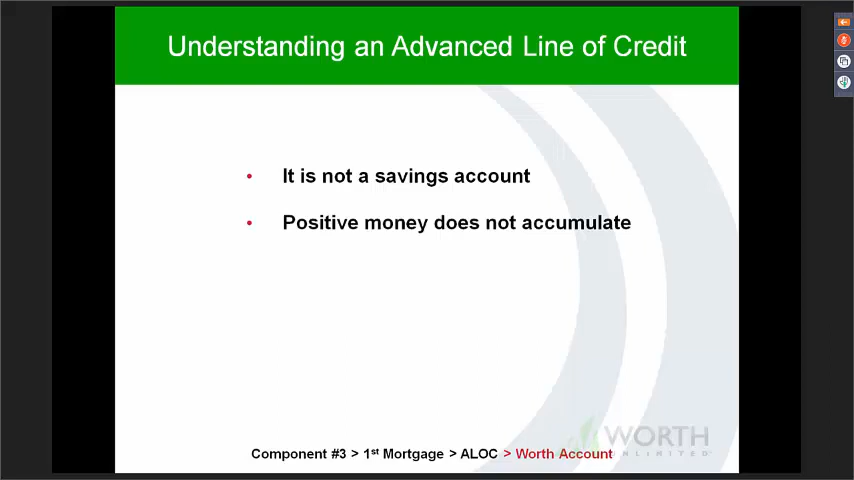 Understanding an Advanced Line of Credit
• It is not a savings account
• Positive money does not accumulate
WORTH
UNLIMITED
Component #3 > 1st Mortgage > ALOC > Worth Account